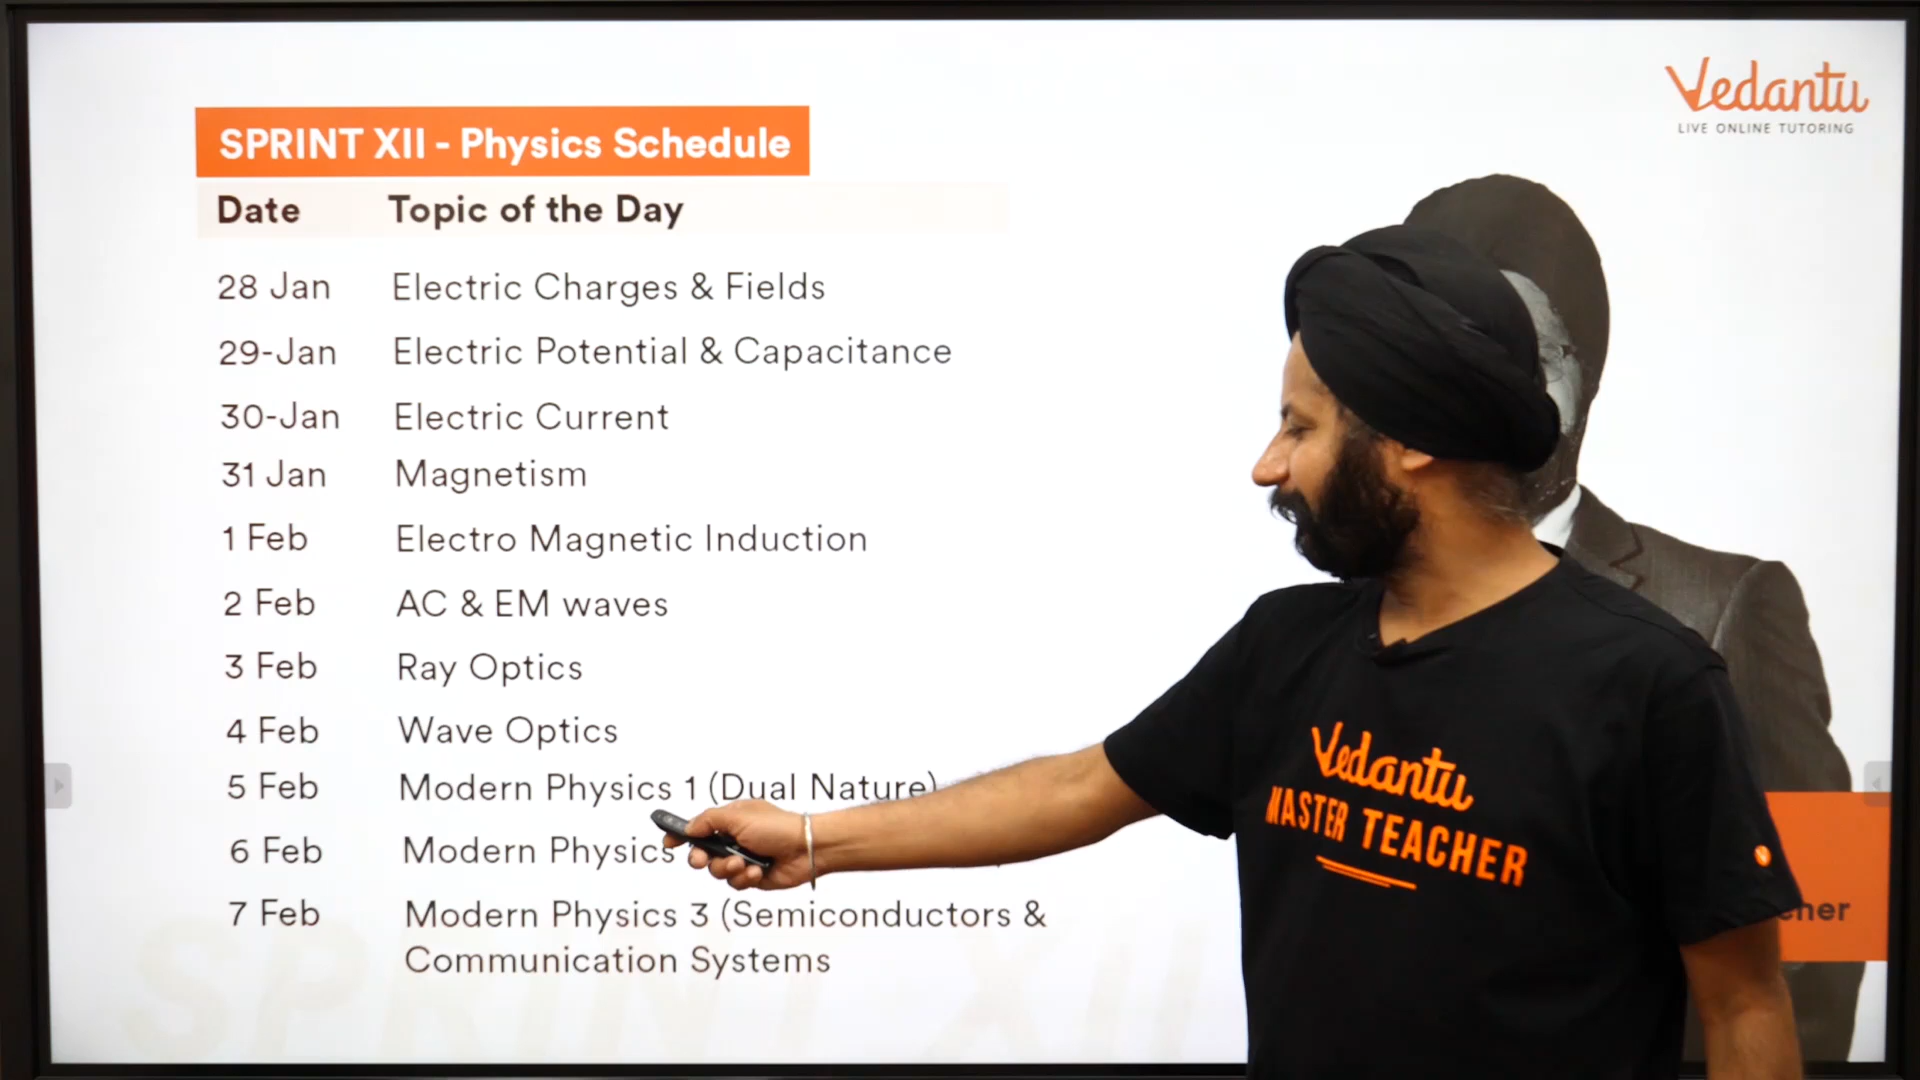 Vedantu
LIVE ONLINE TUTORING
SPRINT XII - Physics Schedule
Date Topic of the Day
28 Jan Electric Charges & Fields
29-Jan Electric Potential & Capacitance
30-Jan Electric Current
31 Jan Magnetism
1 Feb Electro Magnetic Induction
2 Feb AC & EM waves
3 Feb Ray Optics
4 Feb Wave Optics
5 Feb Modern Physics 1 (Dual Nature)
6 Feb Modern Physics
7 Feb Modern Physics 3 (Semiconductors &
Communication Systems
SPRINT XII
Vedantu
MASTER TEACHER